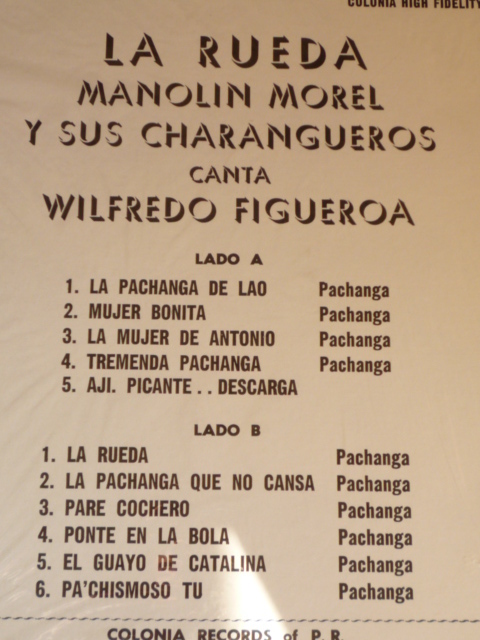 COLONIA HIGH FIDELITY
LA RUEDA
MANOLIN MOREL
Y SUS CHARANGUEROS
CANTA
WILFREDO FIGUEROA
LADO A
1. LA PACHANGA DE LAO Pachanga
2. MUJER BONITA Pachanga
3. LA MUJER DE ANTONIO Pachanga
4. TREMENDA PACHANGA Pachanga
5. AJI. PICANTE . . DESCARGA
LADO B
1. LA RUEDA Pachanga
2. LA PACHANGA QUE NO CANSA Pachanga
3. PARE COCHERO Pachanga
4. PONTE EN LA BOLA Pachanga
5. EL GUAYO DE CATALINA Pachanga
6. PA'CHISMOSO TU Pachanga
COLONIA RECORDS of P. R.